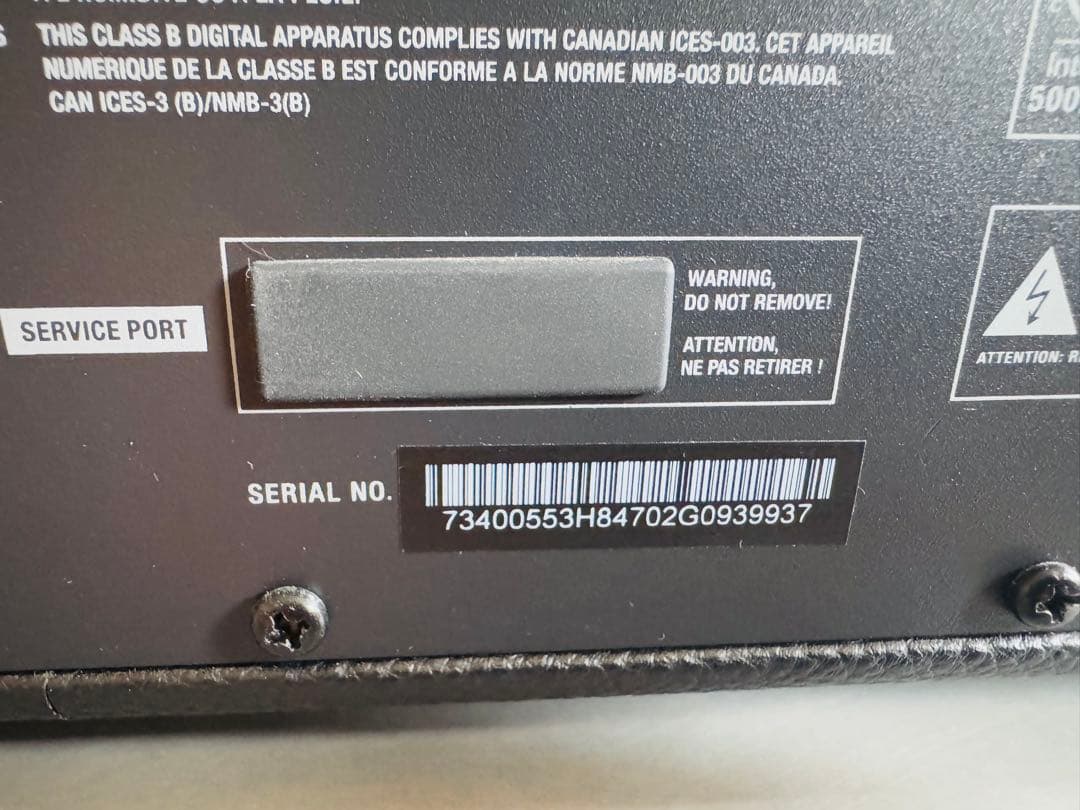 THIS CLASS B DIGITAL APPARATUS COMPLIES WITH CANADIAN ICES-003. CET APPAREIL
NUMERIQUE DE LA CLASSE B EST CONFORME A LA NORME NMB-003 DU CANADA.
CAN ICES-3 (B)/NMB-3(B)
500
WARNING,
DO NOT REMOVE!
SERVICE PORT
ATTENTION,
NE PAS RETIRER !
ATTENTION:
SERIAL NO.
73400553H84702G0939937